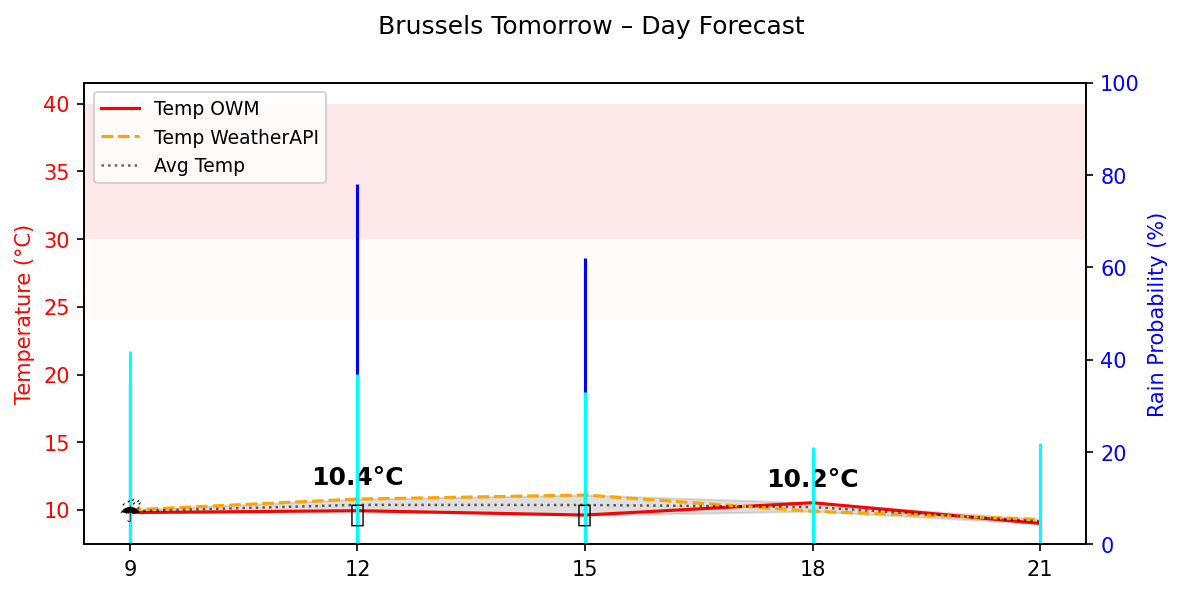 Brussels Tomorrow – Day Forecast
Temp OWM
Temp WeatherAPI
Avg Temp
Temperature (°C)
40
35
30
25
20
15
10
10.4°C
10.2°C
100
80
60
40
20
0
Rain Probability (%)
9
12
15
18
21